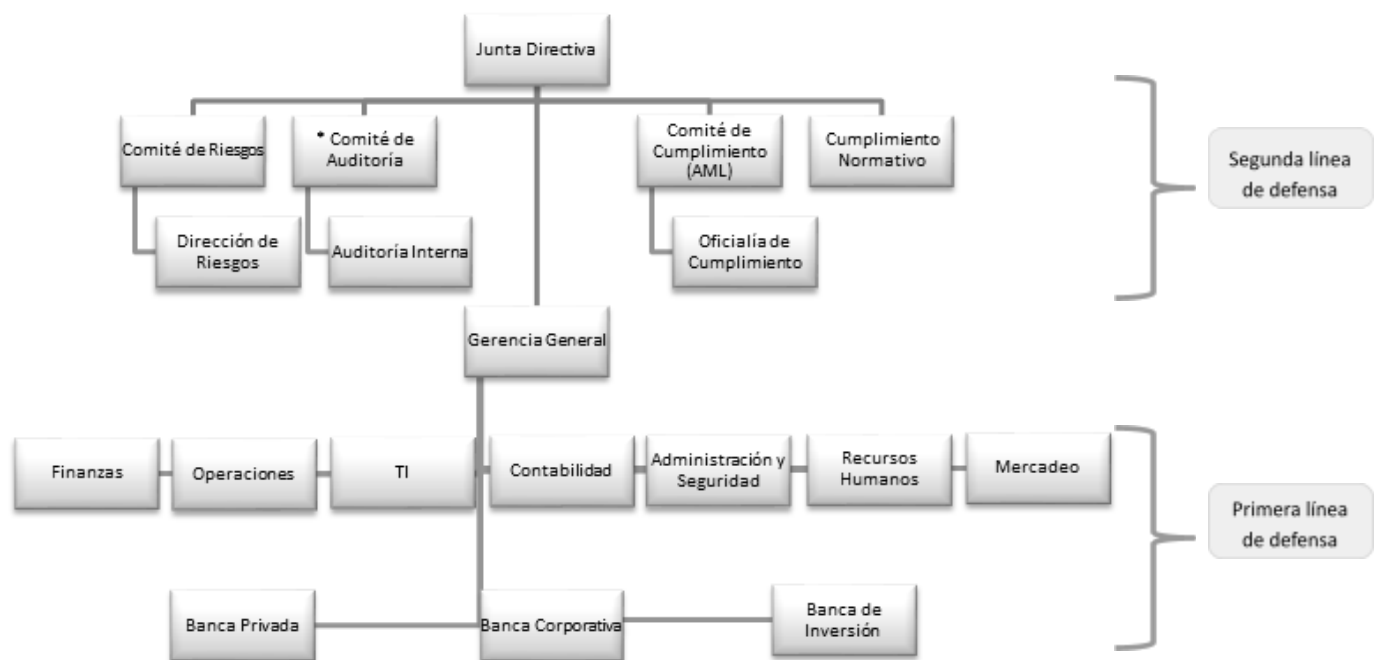 Junta Directiva
Comité de Riesgos
* Comité de
Auditoría
Comité de
Cumplimiento
(AML)
Cumplimiento
Normativo
Segunda línea
de defensa
Dirección de
Riesgos
Auditoría Interna
Oficialía de
Cumplimiento
Gerencia General
Finanzas
Operaciones
TI
Contabilidad
Administración y
Seguridad
Recursos
Humanos
Mercadeo
Primera línea
de defensa
Banca Privada
Banca Corporativa
Banca de
Inversión